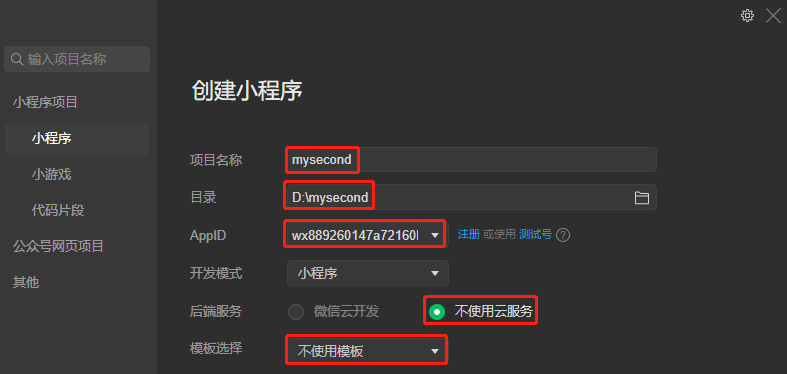 输入项目名称
小程序项目
小程序
小游戏
代码片段
公众号网页项目
其他
创建小程序
项目名称 mysecond
目录 D:\mysecond
AppID wx889260147a72160 注册 或使用 测试号 ?
开发模式 小程序
后端服务 微信云开发 不使用云服务
模板选择 不使用模板